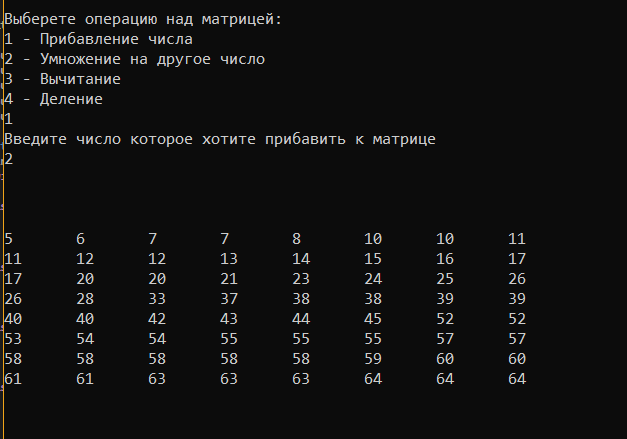 Выберете операцию над матрицей:
1 - Прибавление числа
2 - Умножение на другое число
3 - Вычитание
4 - Деление
1
Введите число которое хотите прибавить к матрице
2
5 6 7 7 8 10 10 11
11 12 12 13 14 15 16 17
17 20 20 21 23 24 25 26
26 28 33 37 38 38 39 39
40 40 42 43 44 45 52 52
53 54 54 55 55 55 57 57
58 58 58 58 58 59 60 60
61 61 63 63 63 64 64 64